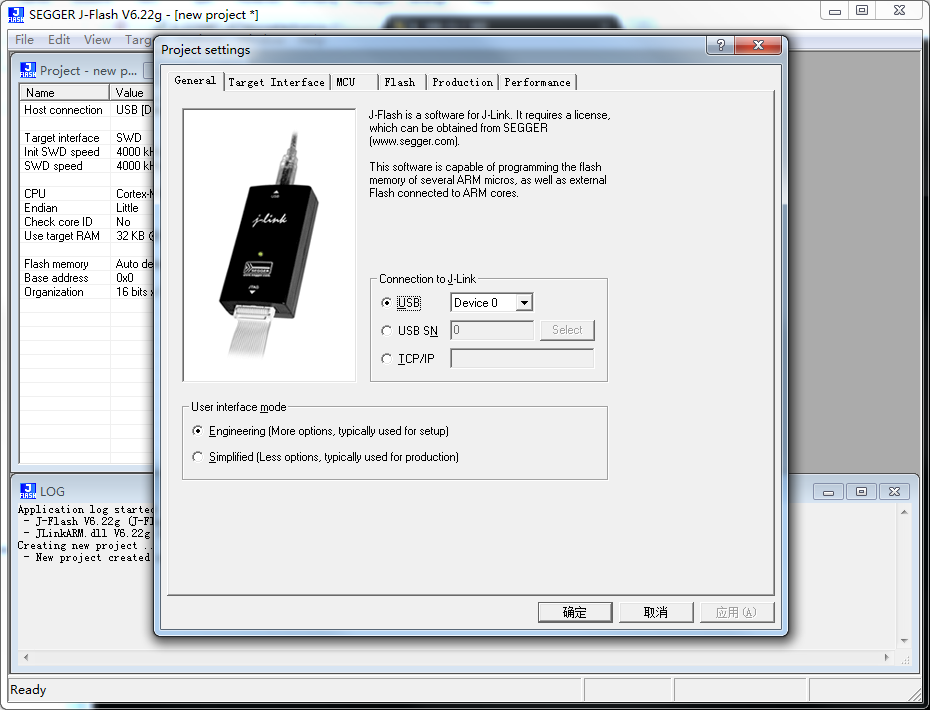 SEGGER J-Flash V6.22g - [new project *]
File Edit View
Project settings
Project - new p...
Name Value
Host connection USB [D
Target interface SWD
Init SWD speed 4000 kH
SWD speed 4000 kH
CPU Cortex-M
Endian Little
Check core ID No
Use target RAM 32 KB @
Flash memory Auto de
Base address 0x0
Organization 16 bits x
General Target Interface MCU Flash Production Performance
J-Flash is a software for J-Link. It requires a license,
which can be obtained from SEGGER
(www.segger.com).
This software is capable of programming the flash
memory of several ARM micros, as well as external
Flash connected to ARM cores.
J-Link
SEGGER
Connection to J-Link
USB Device 0
USB SN 0 Select
TCP/IP
User interface mode
Engineering (More options, typically used for setup)
Simplified (Less options, typically used for production)
确定 取消 应用 (A)
LOG
Application log started
- J-Flash V6.22g (J-Fl
- JLinkARM.dll V6.22g
Creating new project ..
- New project created
Ready